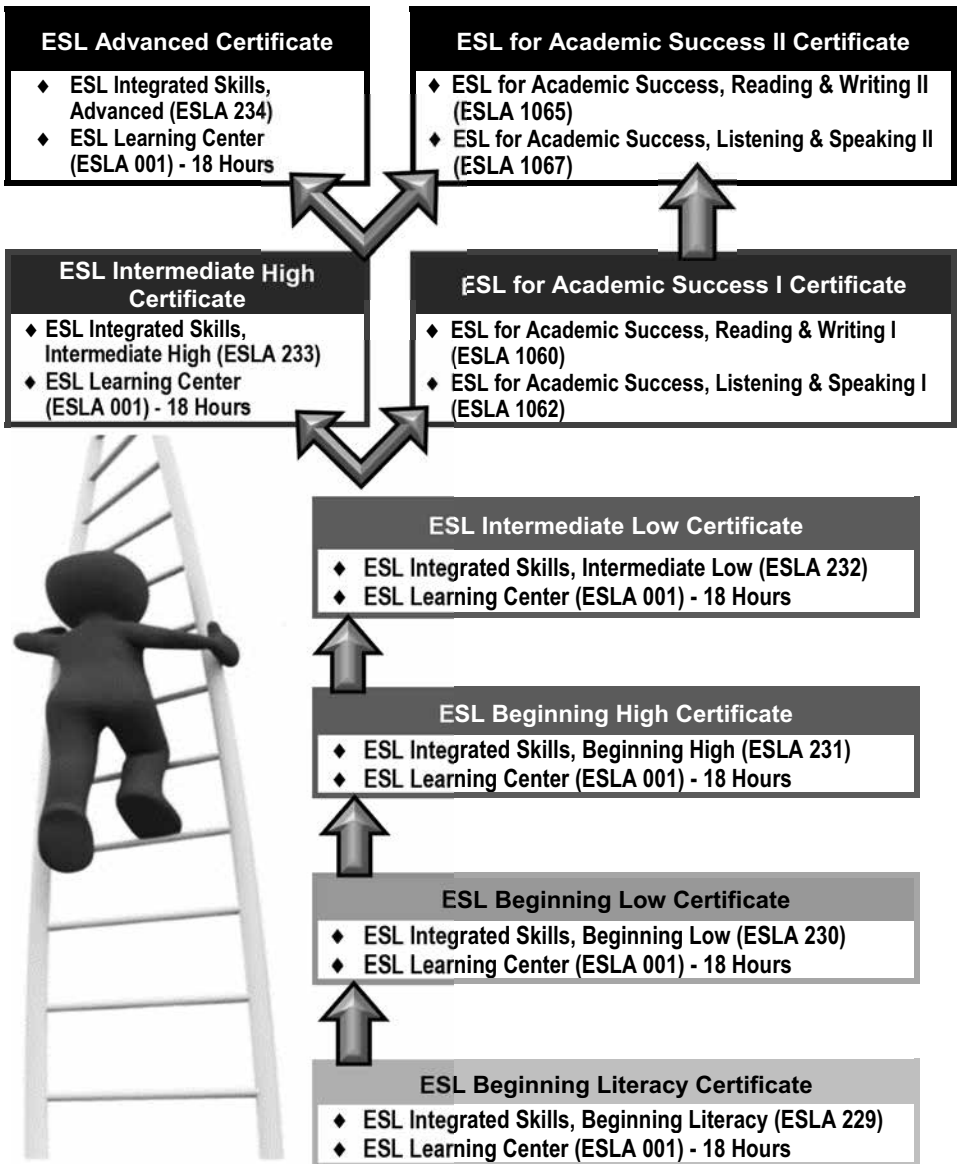 ESL Advanced Certificate
♦ ESL Integrated Skills,
Advanced (ESLA 234)
♦ ESL Learning Center
(ESLA 001) - 18 Hours
ESL for Academic Success II Certificate
♦ ESL for Academic Success, Reading & Writing II
(ESLA 1065)
♦ ESL for Academic Success, Listening & Speaking II
(ESLA 1067)
ESL Intermediate High
Certificate
♦ ESL Integrated Skills,
Intermediate High (ESLA 233)
♦ ESL Learning Center
(ESLA 001) - 18 Hours
ESL for Academic Success I Certificate
♦ ESL for Academic Success, Reading & Writing I
(ESLA 1060)
♦ ESL for Academic Success, Listening & Speaking I
(ESLA 1062)
ESL Intermediate Low Certificate
♦ ESL Integrated Skills, Intermediate Low (ESLA 232)
♦ ESL Learning Center (ESLA 001) - 18 Hours
ESL Beginning High Certificate
♦ ESL Integrated Skills, Beginning High (ESLA 231)
♦ ESL Learning Center (ESLA 001) - 18 Hours
ESL Beginning Low Certificate
♦ ESL Integrated Skills, Beginning Low (ESLA 230)
♦ ESL Learning Center (ESLA 001) - 18 Hours
ESL Beginning Literacy Certificate
♦ ESL Integrated Skills, Beginning Literacy (ESLA 229)
♦ ESL Learning Center (ESLA 001) - 18 Hours